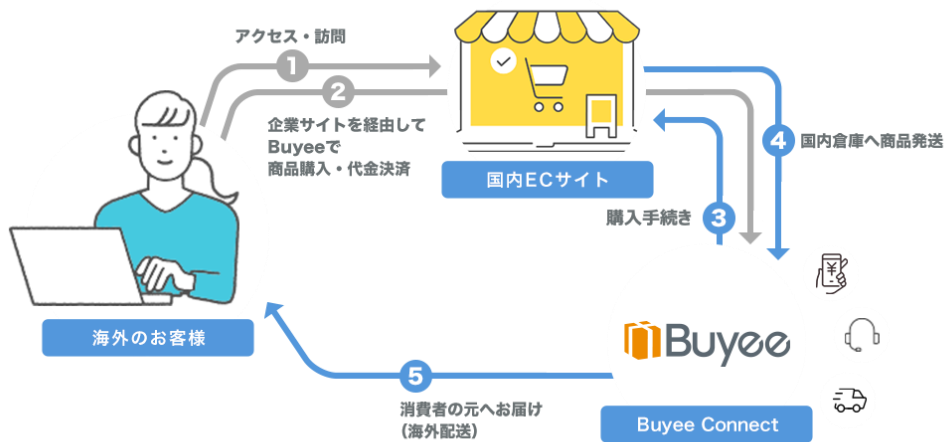 アクセス・訪問
1
2
企業サイトを経由して
Buyeeで
商品購入・代金決済
国内ECサイト
4
国内倉庫へ商品発送
購入手続き
3
¥
海外のお客様
Buyee
5
消費者の元へお届け
(海外配送)
Buyee Connect